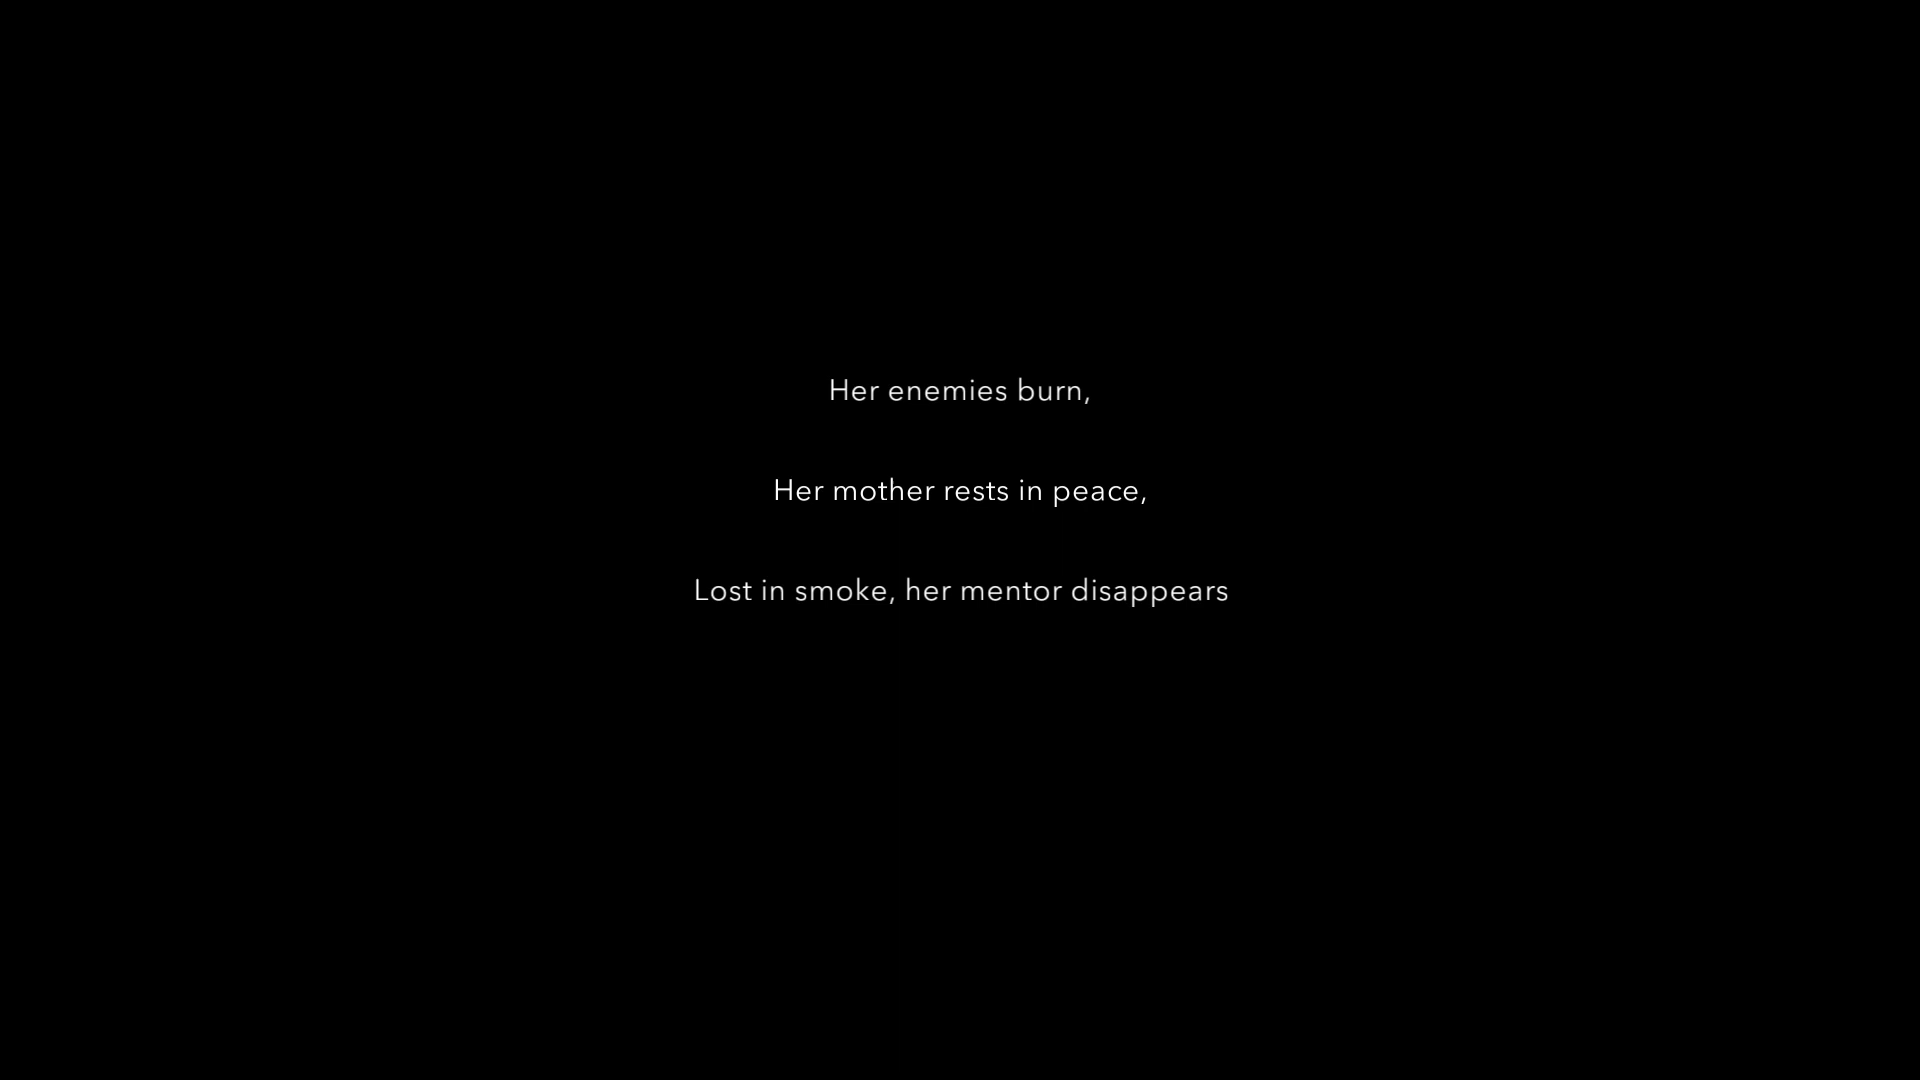 Her enemies burn,
Her mother rests in peace,
Lost in smoke, her mentor disappears